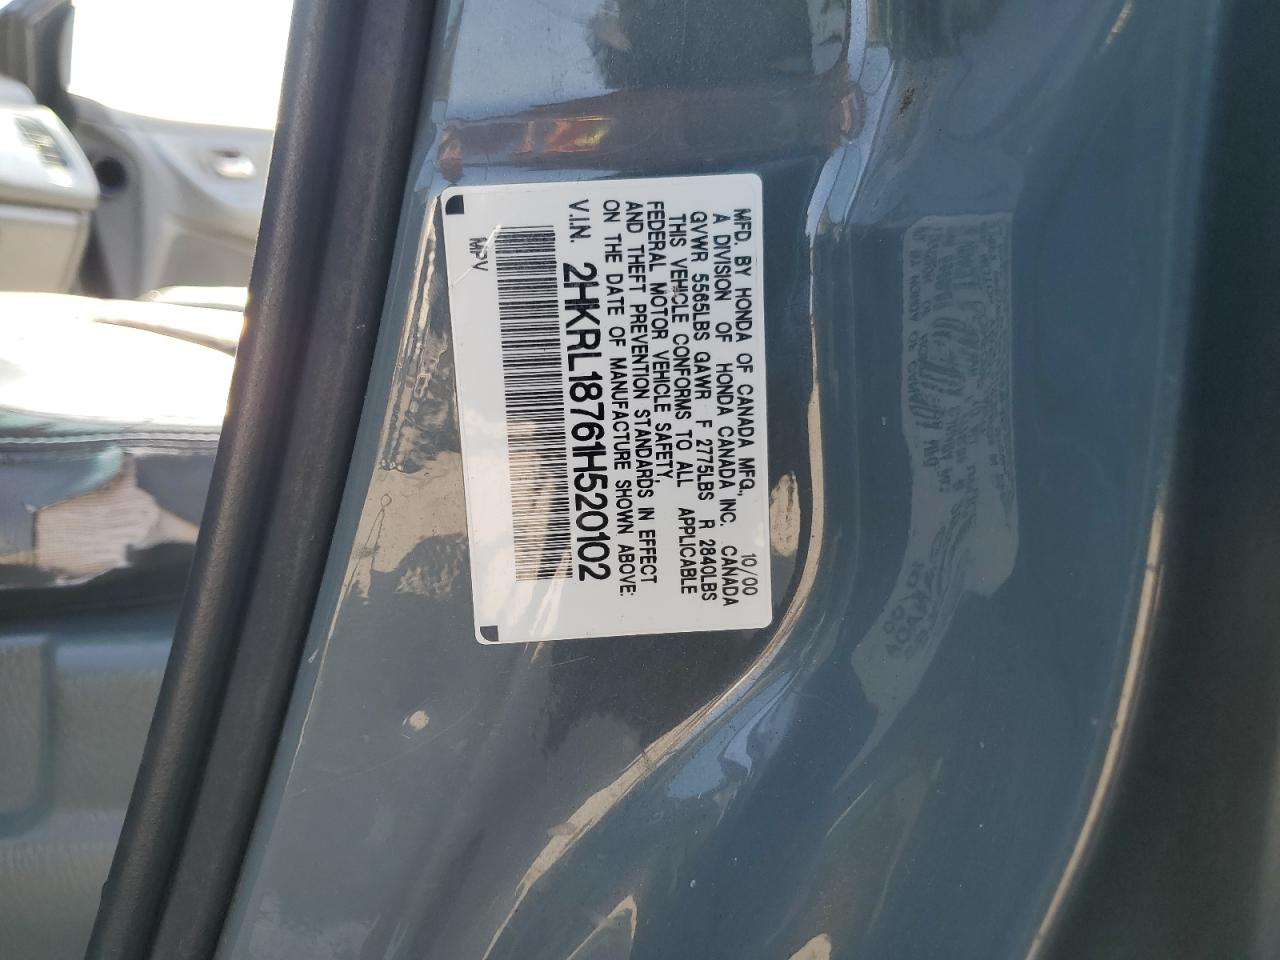 MFD. BY HONDA OF CANADA MFG., 10/00
A DIVISION OF HONDA CANADA INC. CANADA
GVWR 5565LBS GAWR F 2775LBS R 2840LBS
THIS VEHICLE CONFORMS TO ALL APPLICABLE
FEDERAL MOTOR VEHICLE SAFETY,
AND THEFT PREVENTION STANDARDS IN EFFECT
ON THE DATE OF MANUFACTURE SHOWN ABOVE:
V.I.N. 2HKRL18761H520102
MPV